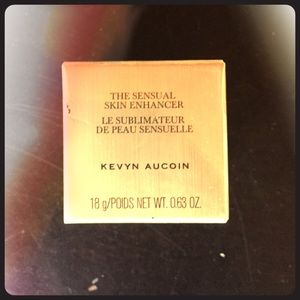 THE SENSUAL
SKIN ENHANCER
LE SUBLIMATEUR
DE PEAU SENSUELLE
KEVYN AUCOIN
18 g/POIDS NET WT. 0.63 OZ.